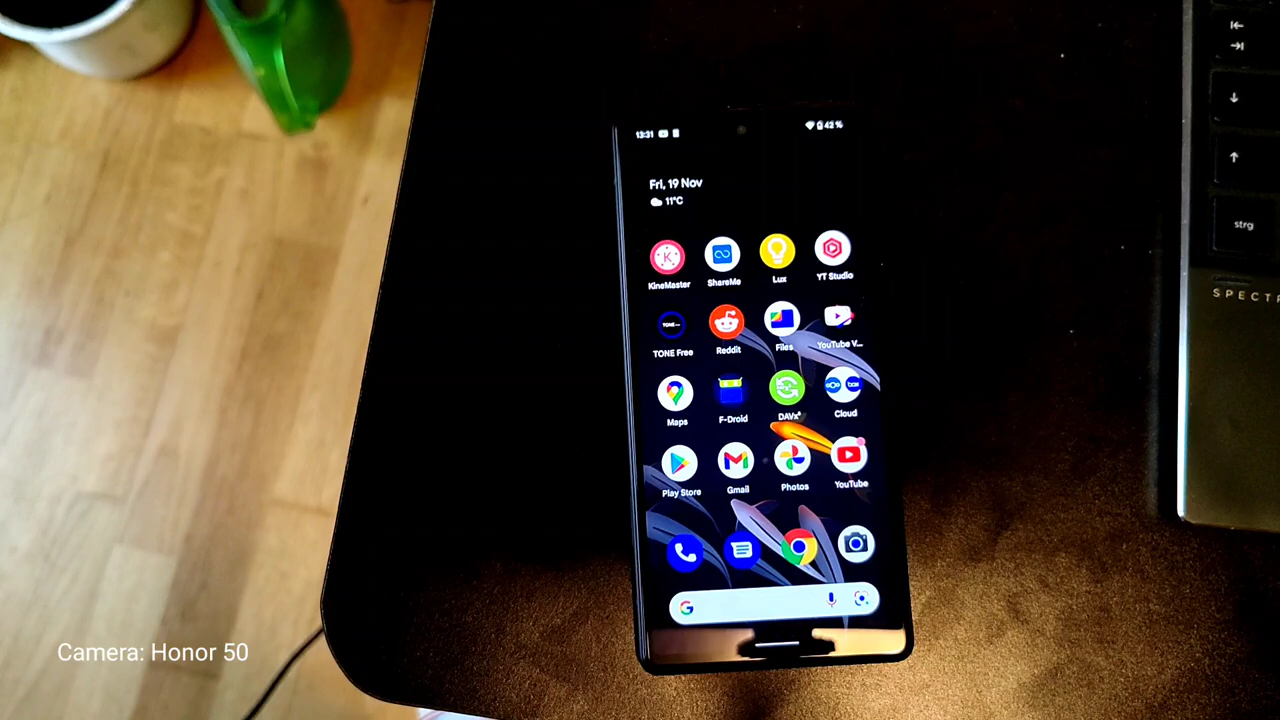 13:31
42 %
Fri, 19 Nov
11°C
KineMaster
ShareMe
Lux
YT Studio
TONE Free
Reddit
Files
YouTube V...
Maps
F-Droid
DAVx⁵
Cloud
Play Store
Gmail
Photos
YouTube
strg
SPECTR
Camera: Honor 50